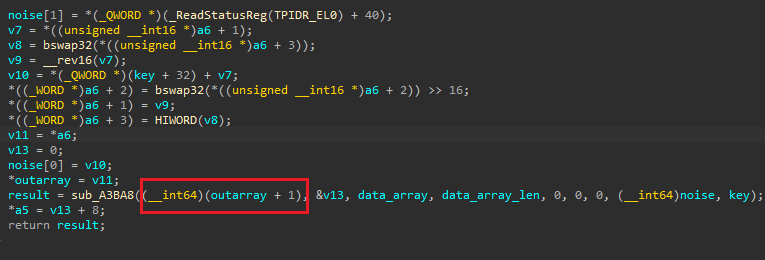 noise[1] = *(_QWORD *)(_ReadStatusReg(TPIDR_EL0) + 40);
v7 = *((unsigned __int16 *)a6 + 1);
v8 = bswap32(*((unsigned __int16 *)a6 + 3));
v9 = __rev16(v7);
v10 = *(_QWORD *)(key + 32) + v7;
*((_WORD *)a6 + 2) = bswap32(*((unsigned __int16 *)a6 + 2)) >> 16;
*((_WORD *)a6 + 1) = v9;
*((_WORD *)a6 + 3) = HIWORD(v8);
v11 = *a6;
v13 = 0;
noise[0] = v10;
*outarray = v11;
result = sub_A3BA8((__int64)(outarray + 1), &v13, data_array, data_array_len, 0, 0, 0, (__int64)noise, key);
*a5 = v13 + 8;
return result;